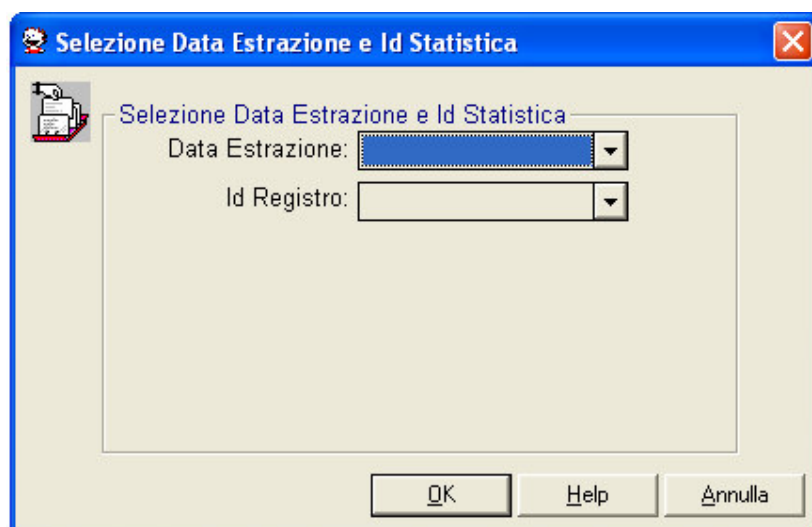 Selezione Data Estrazione e Id Statistica
Selezione Data Estrazione e Id Statistica
Data Estrazione:
Id Registro:
OK Help Annulla